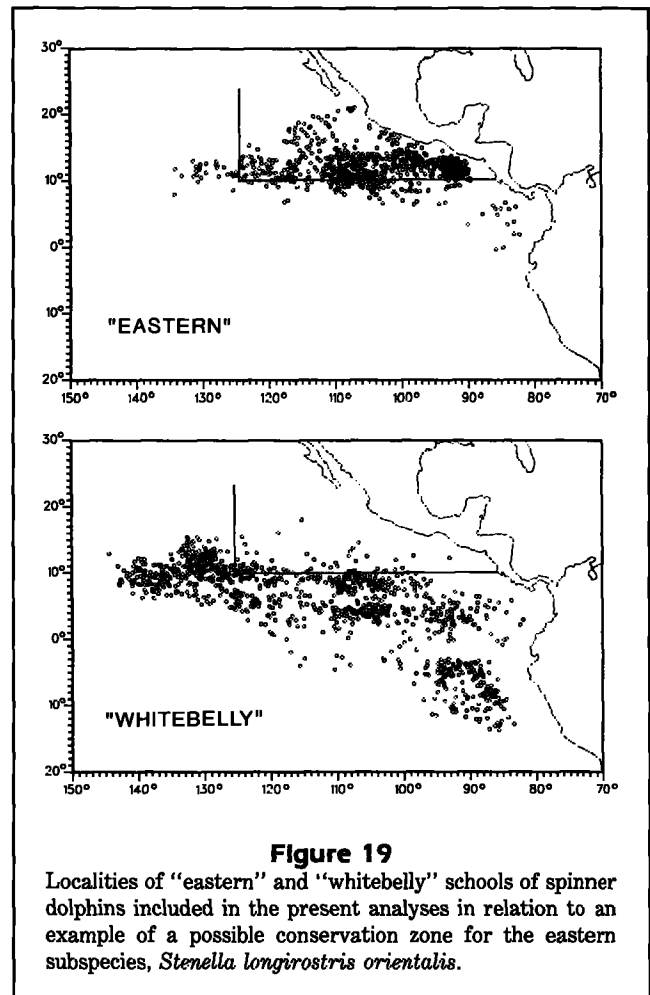 30°
20°
10°
0°
10°
20°
"EASTERN"
150° 140° 130° 120° 110° 100° 90° 80° 70°
30°
20°
10°
0°
10°
20°
"WHITEBELLY"
150° 140° 130° 120° 110° 100° 90° 80° 70°
Figure 19
Localities of "eastern" and "whitebelly" schools of spinner
dolphins included in the present analyses in relation to an
example of a possible conservation zone for the eastern
subspecies, Stenella longirostris orientalis.